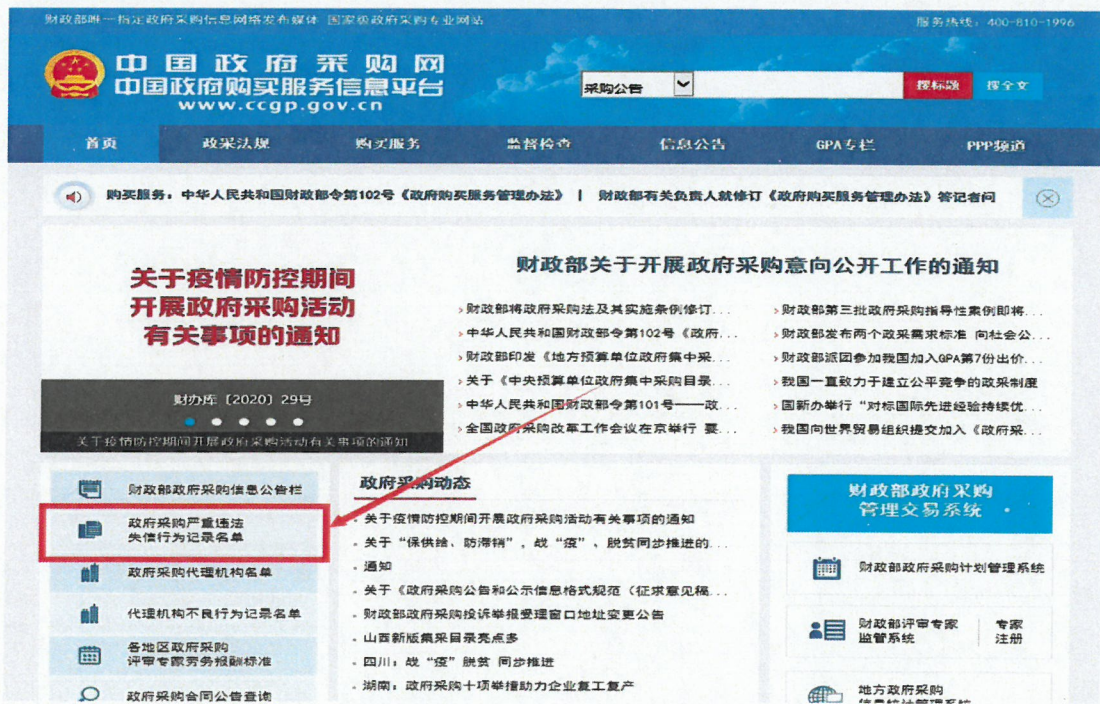 财政部唯一指定政府采购信息网络发布媒体 国家级政府采购专业网站
服务热线：400-810-1996
中国政府采购网
中国政府购买服务信息平台
www.ccgp.gov.cn
采购公告
搜标题
搜全文
首页
政采法规
购买服务
监督检查
信息公告
GPA专栏
PPP频道
购买服务：中华人民共和国财政部令第102号《政府购买服务管理办法》 | 财政部有关负责人就修订《政府购买服务管理办法》答记者问
关于疫情防控期间
开展政府采购活动
有关事项的通知
财办库〔2020〕29号
关于疫情防控期间开展政府采购活动有关事项的通知
财政部关于开展政府采购意向公开工作的通知
财政部将政府采购法及其实施条例修订...
中华人民共和国财政部令第102号《政府...
财政部印发《地方预算单位政府集中采...
关于《中央预算单位政府集中采购目录...
中华人民共和国财政部令第101号——政...
全国政府采购改革工作会议在京举行 要...
财政部第三批政府采购指导性案例即将...
财政部发布两个政采需求标准 向社会公...
财政部派团参加我国加入GPA第7份出价...
我国一直致力于建立公平竞争的政采制度
国新办举行“对标国际先进经验持续优...
我国向世界贸易组织提交加入《政府采...
财政部政府采购信息公告栏
政府采购严重违法
失信行为记录名单
政府采购代理机构名单
代理机构不良行为记录名单
各地区政府采购
评审专家劳务报酬标准
政府采购合同公告查询
政府采购动态
关于疫情防控期间开展政府采购活动有关事项的通知
关于“保供给、防滞销”，战“疫”、脱贫同步推进的...
通知
关于《政府采购公告和公示信息格式规范（征求意见稿...
财政部政府采购投诉举报受理窗口地址变更公告
山西新版集采目录亮点多
四川：战“疫”脱贫 同步推进
湖南：政府采购十项举措助力企业复工复产
财政部政府采购
管理交易系统
财政部政府采购计划管理系统
财政部评审专家
监管系统
专家
注册
地方政府采购
信息统计管理系统